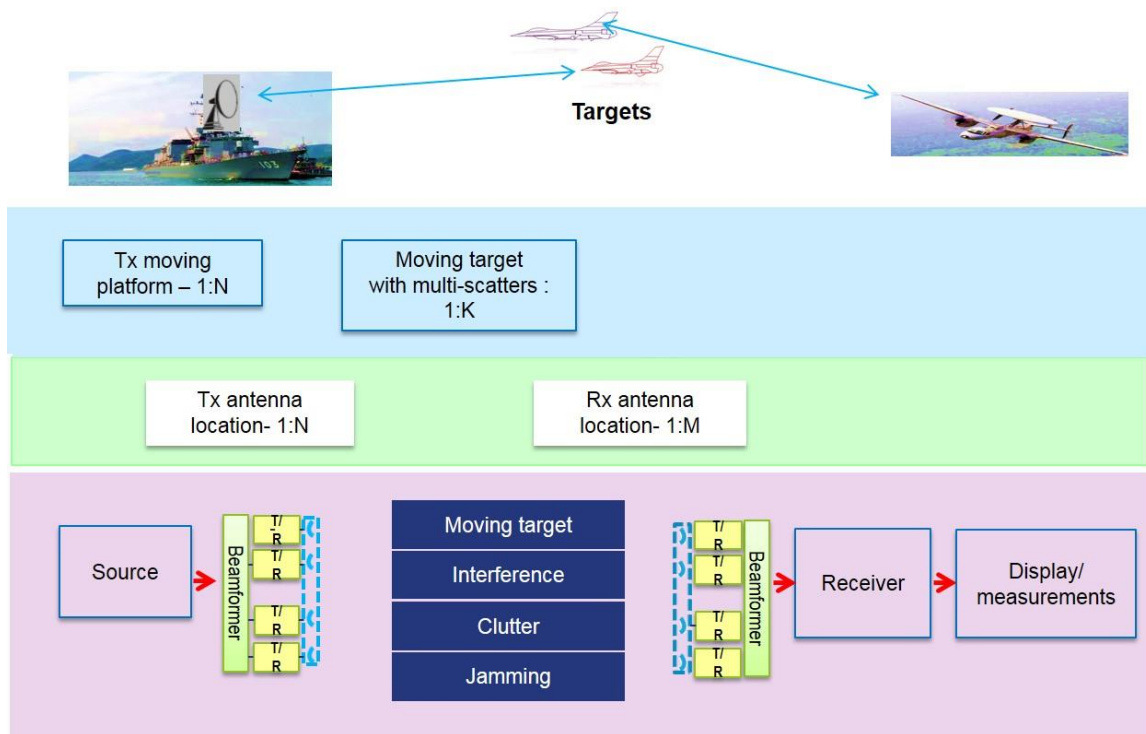 Targets
103
Tx moving
platform – 1:N
Moving target
with multi-scatters :
1:K
Tx antenna
location- 1:N
Rx antenna
location- 1:M
Source
Beamformer
T/
R
T/
R
T/
R
T/
R
Moving target
Interference
Clutter
Jamming
T/
R
T/
R
T/
R
T/
R
Beamformer
Receiver
Display/
measurements